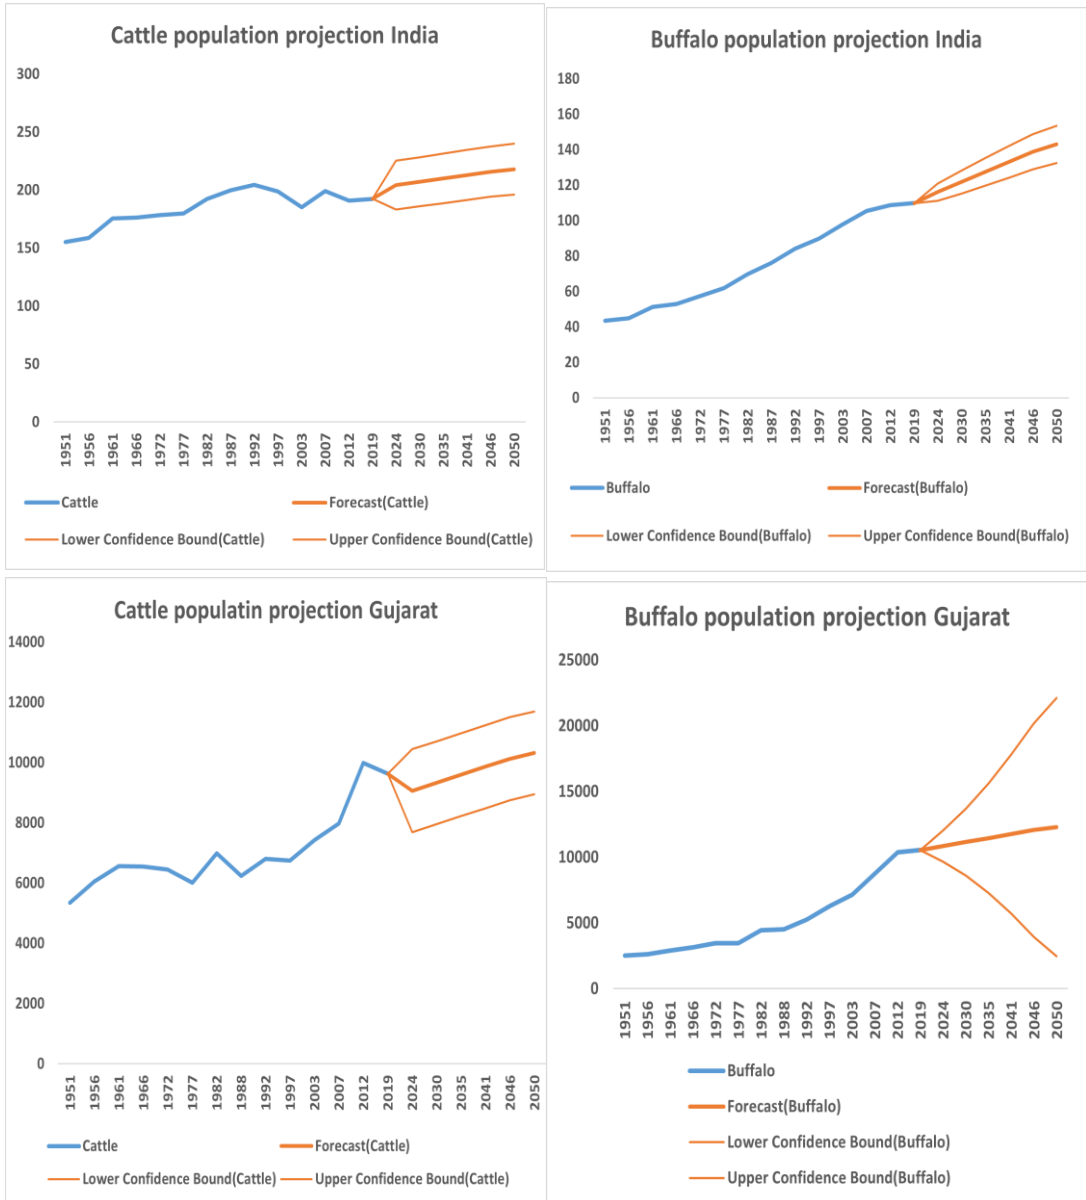 Cattle population projection India
300
250
200
150
100
50
0
1951 1956 1961 1966 1972 1977 1982 1987 1992 1997 2003 2007 2012 2019 2024 2030 2035 2041 2046 2050
Cattle Forecast(Cattle)
Lower Confidence Bound(Cattle) Upper Confidence Bound(Cattle)
Buffalo population projection India
180
160
140
120
100
80
60
40
20
0
1951 1956 1961 1966 1972 1977 1982 1987 1992 1997 2003 2007 2012 2019 2024 2030 2035 2041 2046 2050
Buffalo Forecast(Buffalo)
Lower Confidence Bound(Buffalo) Upper Confidence Bound(Buffalo)
Cattle populatin projection Gujarat
14000
12000
10000
8000
6000
4000
2000
0
1951 1956 1961 1966 1972 1977 1982 1988 1992 1997 2003 2007 2012 2019 2024 2030 2035 2041 2046 2050
Cattle Forecast(Cattle)
Lower Confidence Bound(Cattle) Upper Confidence Bound(Cattle)
Buffalo population projection Gujarat
25000
20000
15000
10000
5000
0
1951 1956 1961 1966 1972 1977 1982 1988 1992 1997 2003 2007 2012 2019 2024 2030 2035 2041 2046 2050
Buffalo
Forecast(Buffalo)
Lower Confidence Bound(Buffalo)
Upper Confidence Bound(Buffalo)